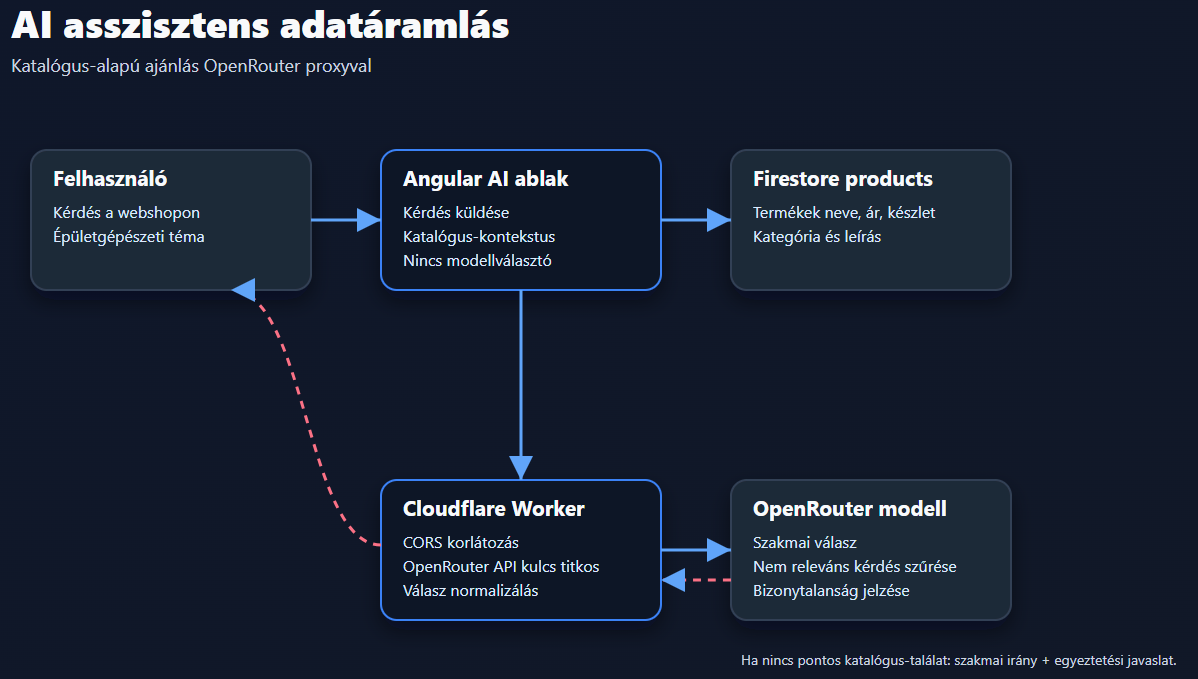 AI asszisztens adatáramlás
Katalógus-alapú ajánlás OpenRouter proxyval
Felhasználó
Kérdés a webshopon
Épületgépészeti téma
Angular AI ablak
Kérdés küldése
Katalógus-kontekstus
Nincs modellválasztó
Firestore products
Termékek neve, ár, készlet
Kategória és leírás
Cloudflare Worker
CORS korlátozás
OpenRouter API kulcs titkos
Válasz normalizálás
OpenRouter modell
Szakmai válasz
Nem releváns kérdés szűrése
Bizonytalanság jelzése
Ha nincs pontos katalógus-találat: szakmai irány + egyeztetési javaslat.